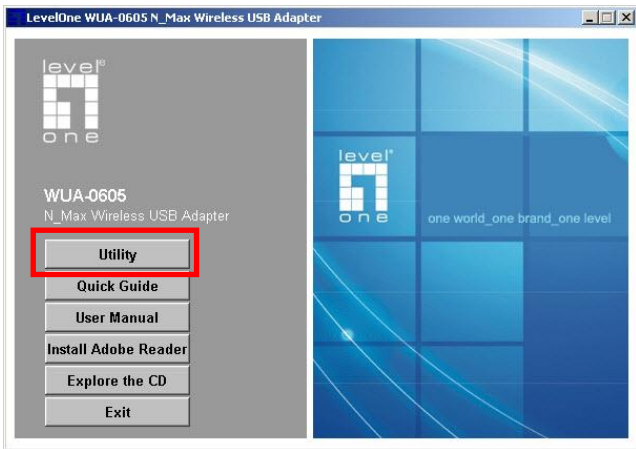 LevelOne WUA-0605 N_Max Wireless USB Adapter
level®
one
WUA-0605
N_Max Wireless USB Adapter
Utility
Quick Guide
User Manual
Install Adobe Reader
Explore the CD
Exit
level®
one
one world_one brand_one level